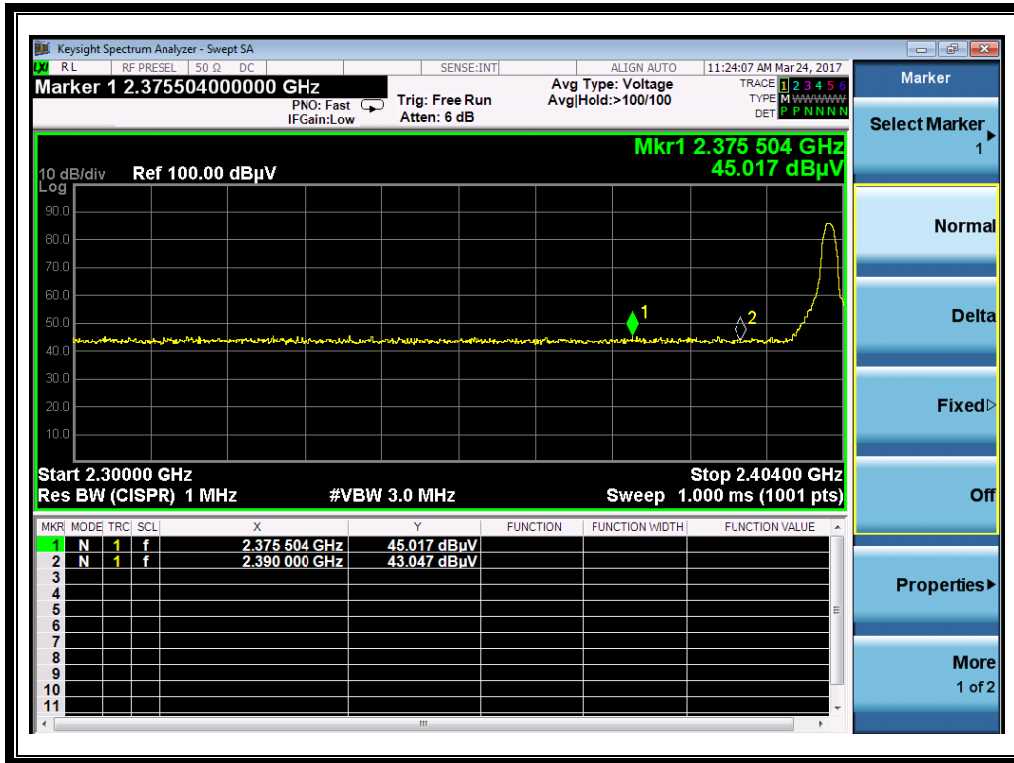 Keysight Spectrum Analyzer - Swept SA
LXI RL RF PRESEL 50 Ω DC SENSE:INT ALIGN AUTO 11:24:07 AM Mar 24, 2017
Marker 1 2.375504000000 GHz
PNO: Fast
IFGain:Low
Trig: Free Run
Atten: 6 dB
Avg Type: Voltage
Avg|Hold:>100/100
TRACE 1 2 3 4 5 6
TYPE M WWWWW
DET P P N N N N
Mkr1 2.375 504 GHz
45.017 dBµV
10 dB/div
Log
Ref 100.00 dBµV
90.0
80.0
70.0
60.0
50.0
40.0
30.0
20.0
10.0
1
2
Start 2.30000 GHz
Stop 2.40400 GHz
Res BW (CISPR) 1 MHz
#VBW 3.0 MHz
Sweep 1.000 ms (1001 pts)
MKR MODE TRC SCL X Y FUNCTION FUNCTION WIDTH FUNCTION VALUE
1 N 1 f 2.375 504 GHz 45.017 dBµV
2 N 1 f 2.390 000 GHz 43.047 dBµV
3
4
5
6
7
8
9
10
11
Marker
Select Marker
1
Normal
Delta
Fixed
Off
Properties
More
1 of 2